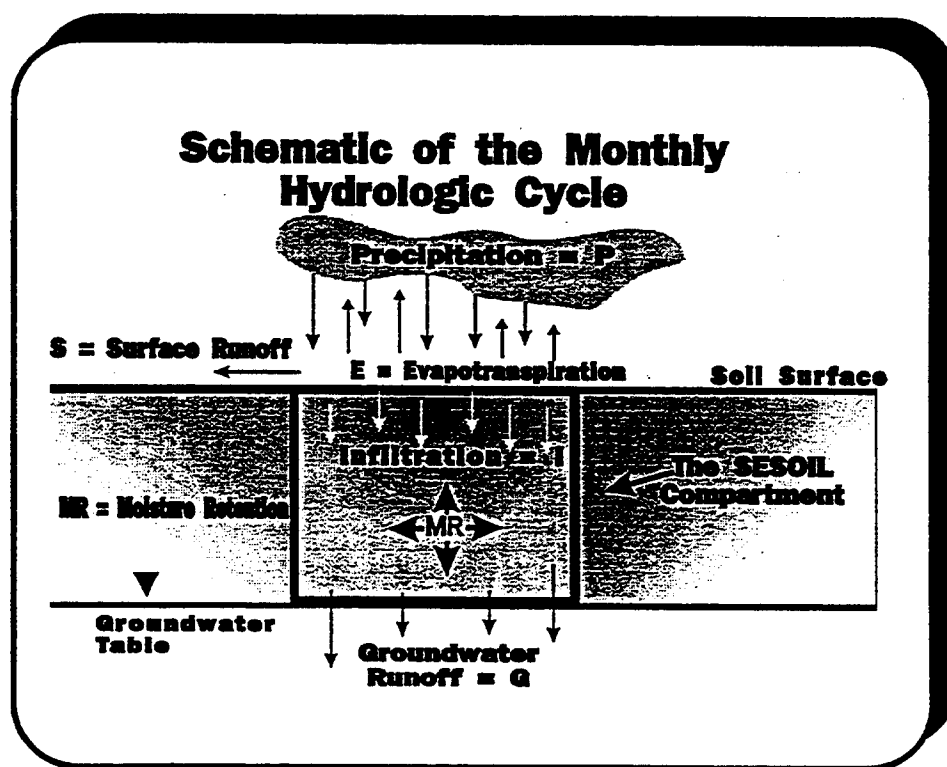 Schematic of the Monthly
Hydrologic Cycle
Precipitation = P
S = Surface Runoff
E = Evapotranspiration
Soil Surface
Infiltration = I
The SESOIL
Compartment
MR = Moisture Retention
MR
Groundwater
Table
Groundwater
Runoff = G